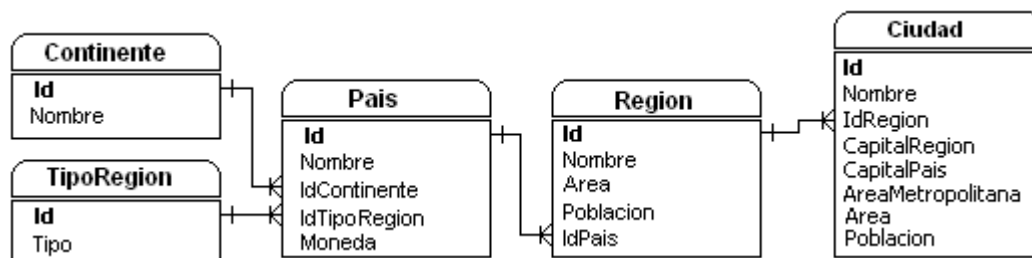 Continente
Id
Nombre
TipoRegion
Id
Tipo
Pais
Id
Nombre
IdContinente
IdTipoRegion
Moneda
Region
Id
Nombre
Area
Poblacion
IdPais
Ciudad
Id
Nombre
IdRegion
CapitalRegion
CapitalPais
AreaMetropolitana
Area
Poblacion